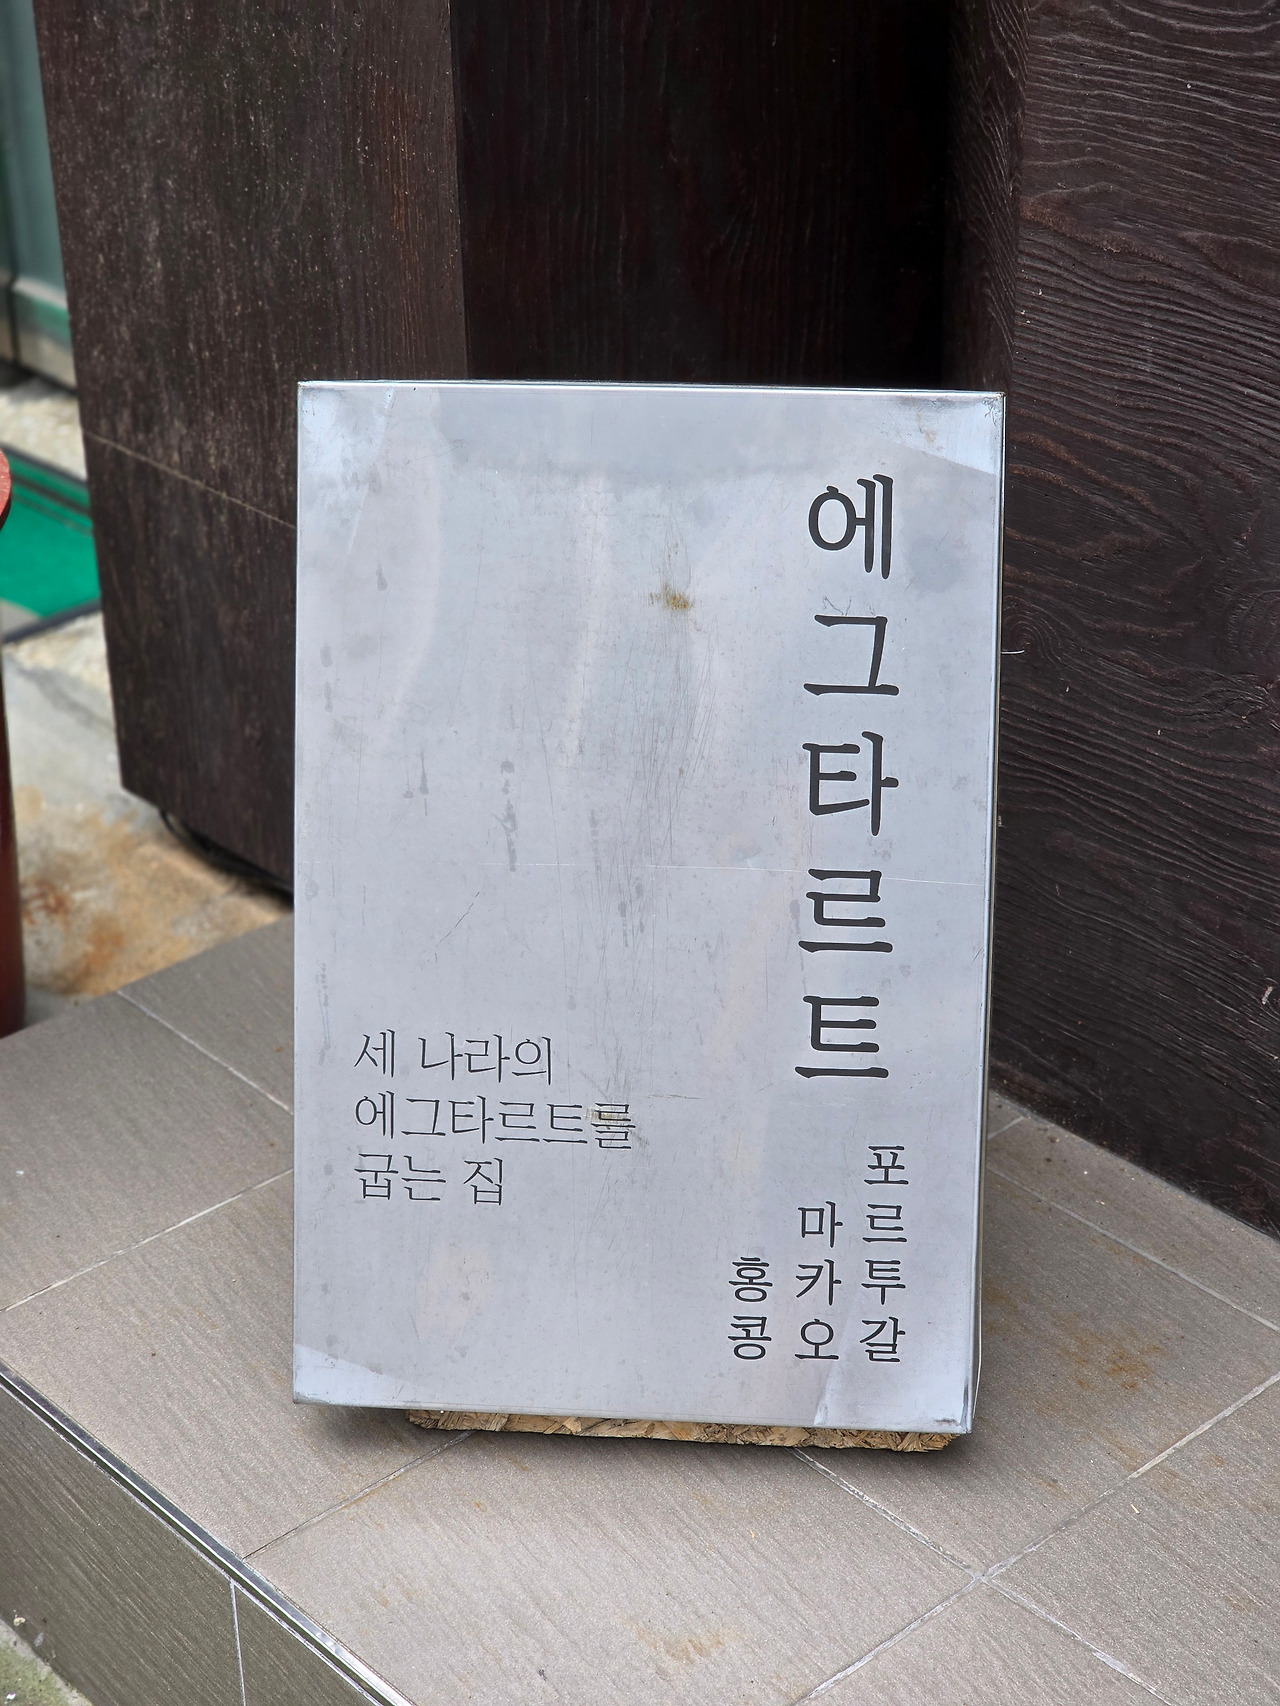 에그타르트
포르투갈
마카오
홍콩
세 나라의
에그타르트를
굽는 집